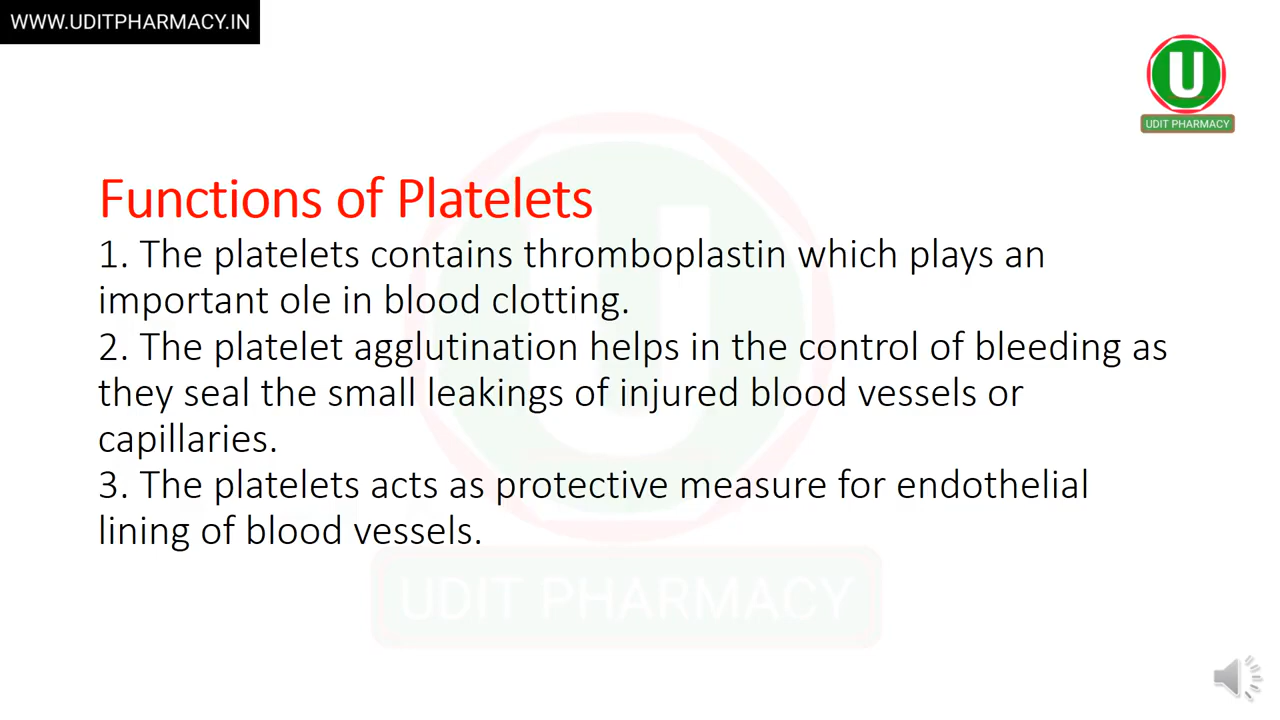 WWW.UDITPHARMACY.IN
U
UDIT PHARMACY
Functions of Platelets
1. The platelets contains thromboplastin which plays an
important ole in blood clotting.
2. The platelet agglutination helps in the control of bleeding as
they seal the small leakings of injured blood vessels or
capillaries.
3. The platelets acts as protective measure for endothelial
lining of blood vessels.
U
UDIT PHARMACY